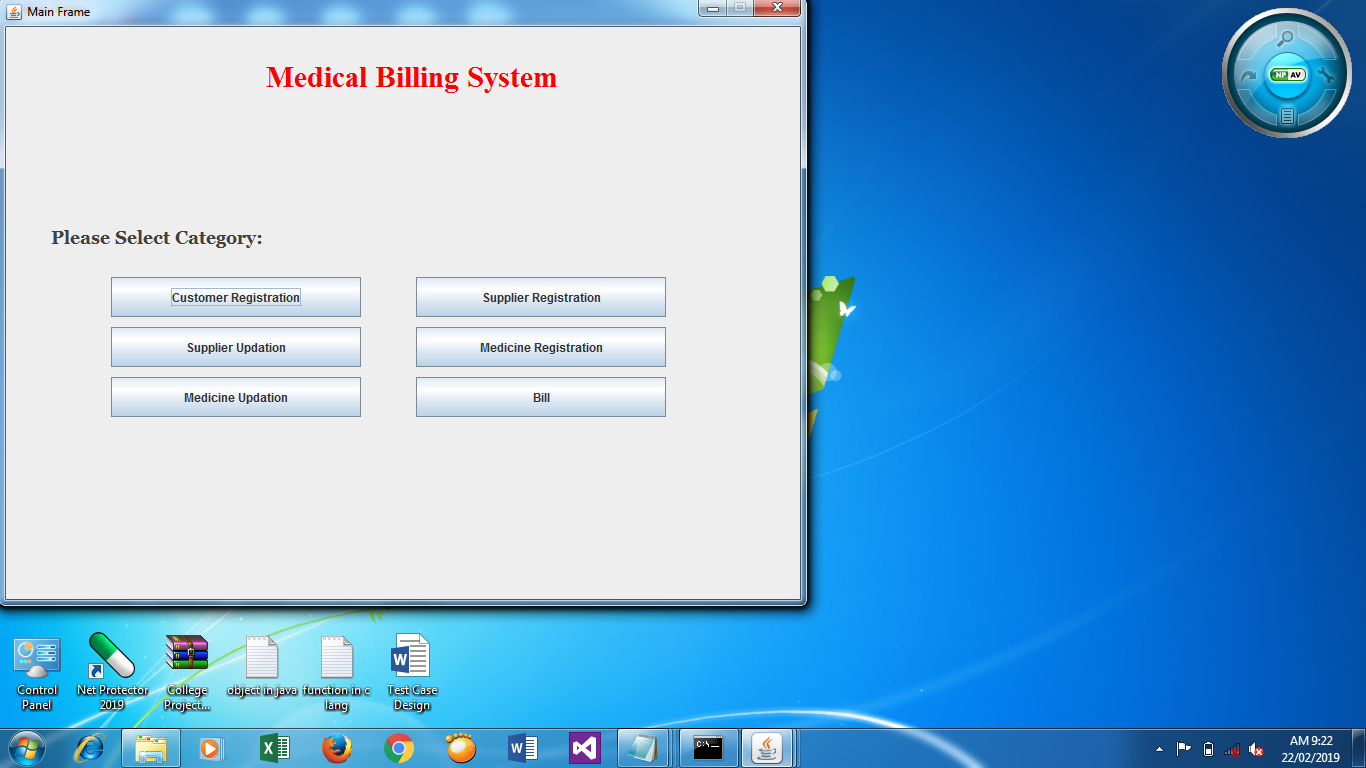 Main Frame
Medical Billing System
Please Select Category:
Customer Registration
Supplier Registration
Supplier Updation
Medicine Registration
Medicine Updation
Bill
NP AV
Control
Panel
Net Protector
2019
College
Project...
object in java
function in c
lang
Test Case
Design
C:\.
AM 9:22
22/02/2019